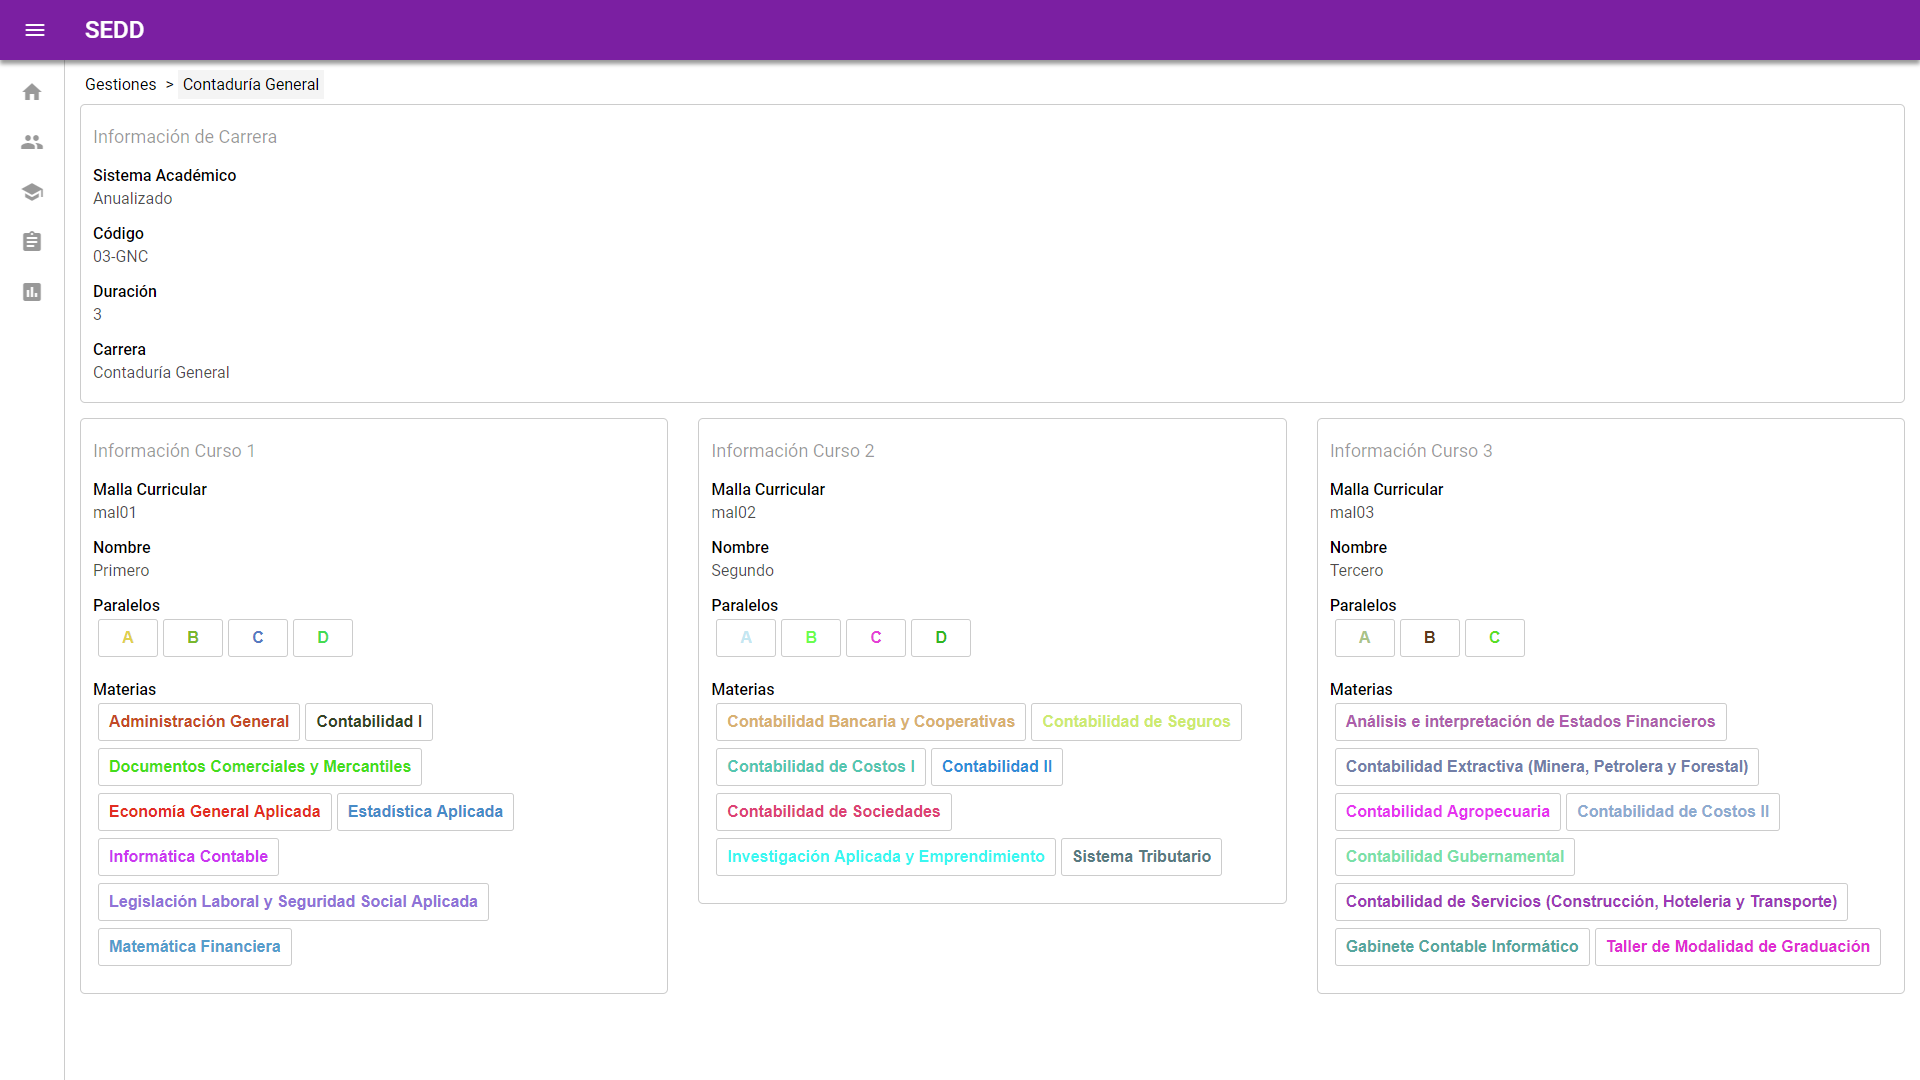 SEDD
Gestiones > Contaduría General
Información de Carrera
Sistema Académico
Anualizado
Código
03-GNC
Duración
3
Carrera
Contaduría General
Información Curso 1
Malla Curricular
mal01
Nombre
Primero
Paralelos
A B C D
Materias
Administración General Contabilidad I
Documentos Comerciales y Mercantiles
Economía General Aplicada Estadística Aplicada
Informática Contable
Legislación Laboral y Seguridad Social Aplicada
Matemática Financiera
Información Curso 2
Malla Curricular
mal02
Nombre
Segundo
Paralelos
A B C D
Materias
Contabilidad Bancaria y Cooperativas Contabilidad de Seguros
Contabilidad de Costos I Contabilidad II
Contabilidad de Sociedades
Investigación Aplicada y Emprendimiento Sistema Tributario
Información Curso 3
Malla Curricular
mal03
Nombre
Tercero
Paralelos
A B C
Materias
Análisis e interpretación de Estados Financieros
Contabilidad Extractiva (Minera, Petrolera y Forestal)
Contabilidad Agropecuaria Contabilidad de Costos II
Contabilidad Gubernamental
Contabilidad de Servicios (Construcción, Hoteleria y Transporte)
Gabinete Contable Informático Taller de Modalidad de Graduación